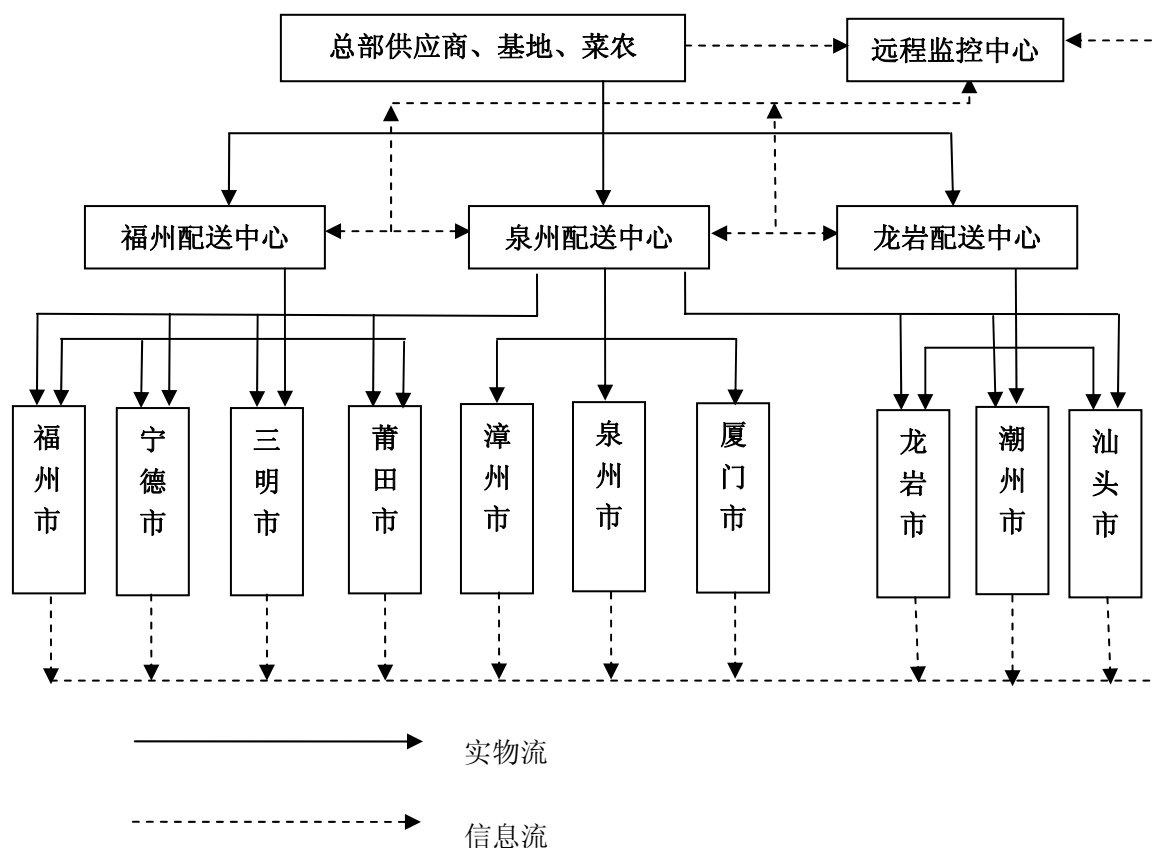 总部供应商、基地、菜农
远程监控中心
福州配送中心
泉州配送中心
龙岩配送中心
福州市
宁德市
三明市
莆田市
漳州市
泉州市
厦门市
龙岩市
潮州市
汕头市
实物流
信息流